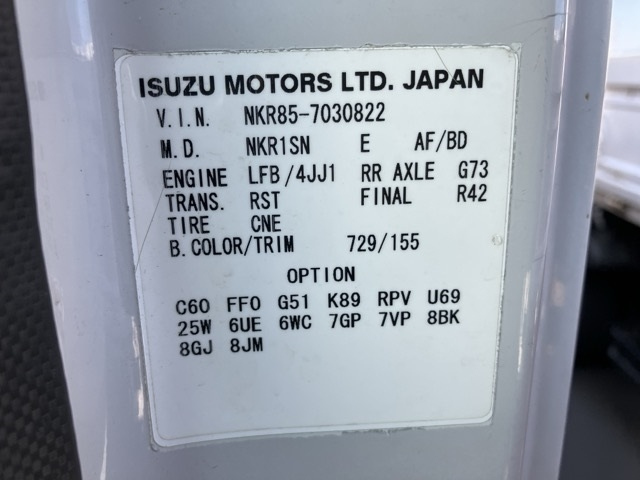 ISUZU MOTORS LTD. JAPAN
V.I.N. NKR85-7030822
M.D. NKR1SN E AF/BD
ENGINE LFB/4JJ1 RR AXLE G73
TRANS. RST FINAL R42
TIRE CNE
B.COLOR/TRIM 729/155
OPTION
C60 FF0 G51 K89 RPV U69
25W 6UE 6WC 7GP 7VP 8BK
8GJ 8JM